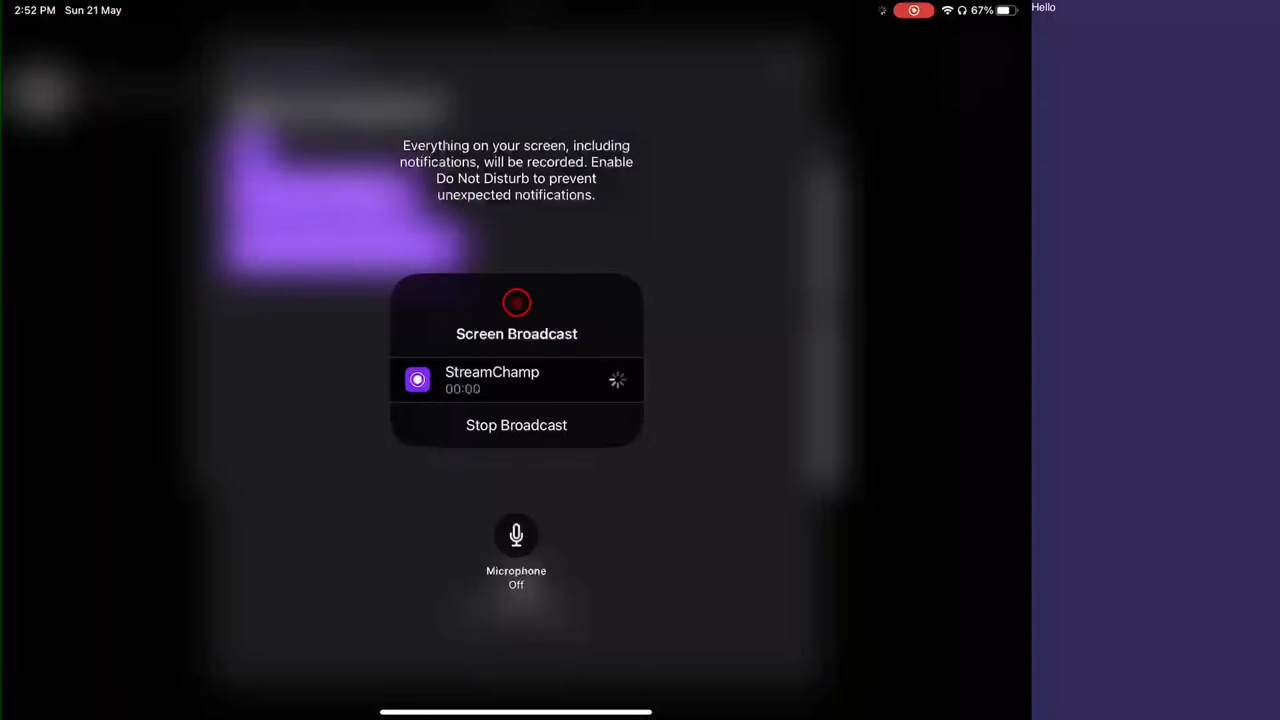 2:52 PM Sun 21 May
67%
Hello
Everything on your screen, including
notifications, will be recorded. Enable
Do Not Disturb to prevent
unexpected notifications.
Screen Broadcast
StreamChamp
00:00
Stop Broadcast
Microphone
Off